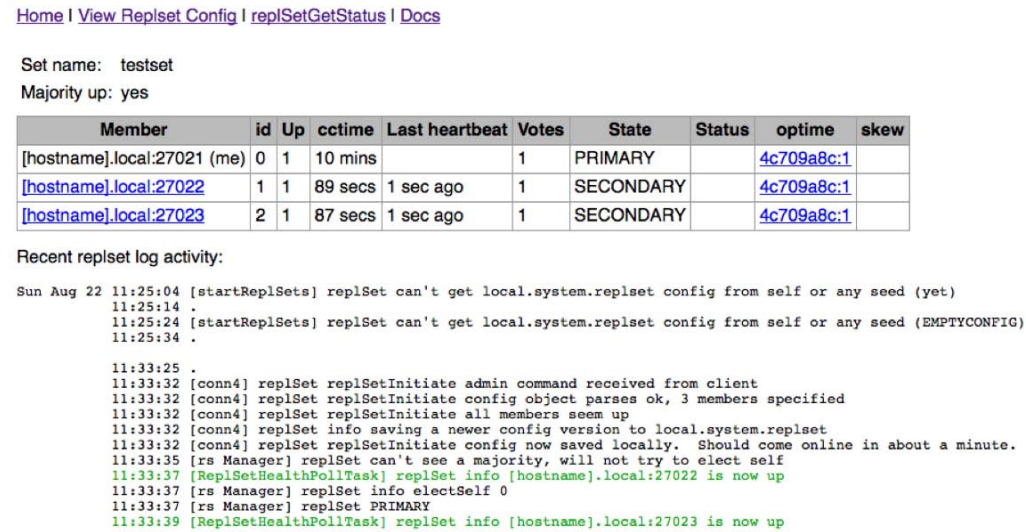 Home | View Replset Config | replSetGetStatus | Docs
Set name: testset
Majority up: yes
Member id Up cctime Last heartbeat Votes State Status optime skew
[hostname].local:27021 (me) 0 1 10 mins 1 PRIMARY 4c709a8c:1
[hostname].local:27022 1 1 89 secs 1 sec ago 1 SECONDARY 4c709a8c:1
[hostname].local:27023 2 1 87 secs 1 sec ago 1 SECONDARY 4c709a8c:1
Recent replset log activity:
Sun Aug 22 11:25:04 [startReplSets] replSet can't get local.system.replset config from self or any seed (yet)
11:25:14 .
11:25:24 [startReplSets] replSet can't get local.system.replset config from self or any seed (EMPTYCONFIG)
11:25:34 .
11:33:25 .
11:33:32 [conn4] replSet replSetInitiate admin command received from client
11:33:32 [conn4] replSet replSetInitiate config object parses ok, 3 members specified
11:33:32 [conn4] replSet replSetInitiate all members seem up
11:33:32 [conn4] replSet info saving a newer config version to local.system.replset
11:33:32 [conn4] replSet replSetInitiate config now saved locally.  Should come online in about a minute.
11:33:35 [rs Manager] replSet can't see a majority, will not try to elect self
11:33:37 [ReplSetHealthPollTask] replSet info [hostname].local:27022 is now up
11:33:37 [rs Manager] replSet info electSelf 0
11:33:37 [rs Manager] replSet PRIMARY
11:33:39 [ReplSetHealthPollTask] replSet info [hostname].local:27023 is now up